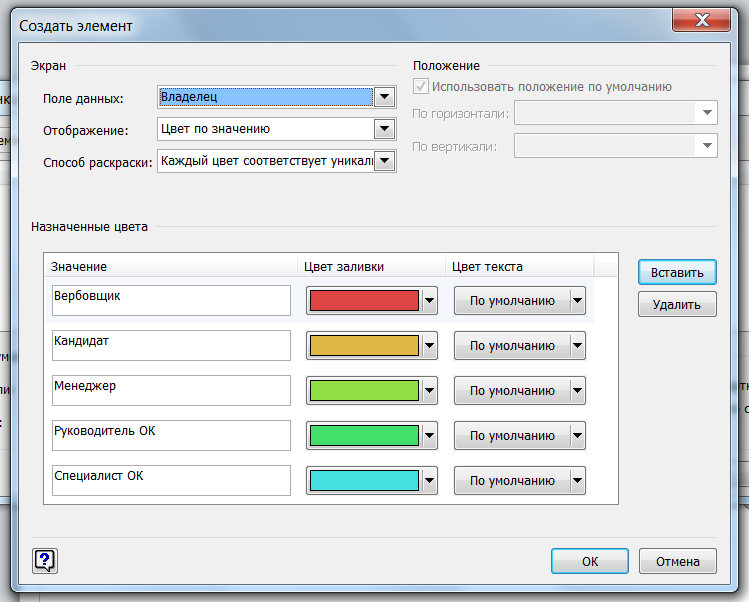 Создать элемент
Экран
Поле данных: Владелец
Отображение: Цвет по значению
Способ раскраски: Каждый цвет соответствует уникал
Положение
Использовать положение по умолчанию
По горизонтали:
По вертикали:
Назначенные цвета
Значение Цвет заливки Цвет текста
Вербовщик По умолчанию
Кандидат По умолчанию
Менеджер По умолчанию
Руководитель ОК По умолчанию
Специалист ОК По умолчанию
Вставить
Удалить
?
ОК Отмена